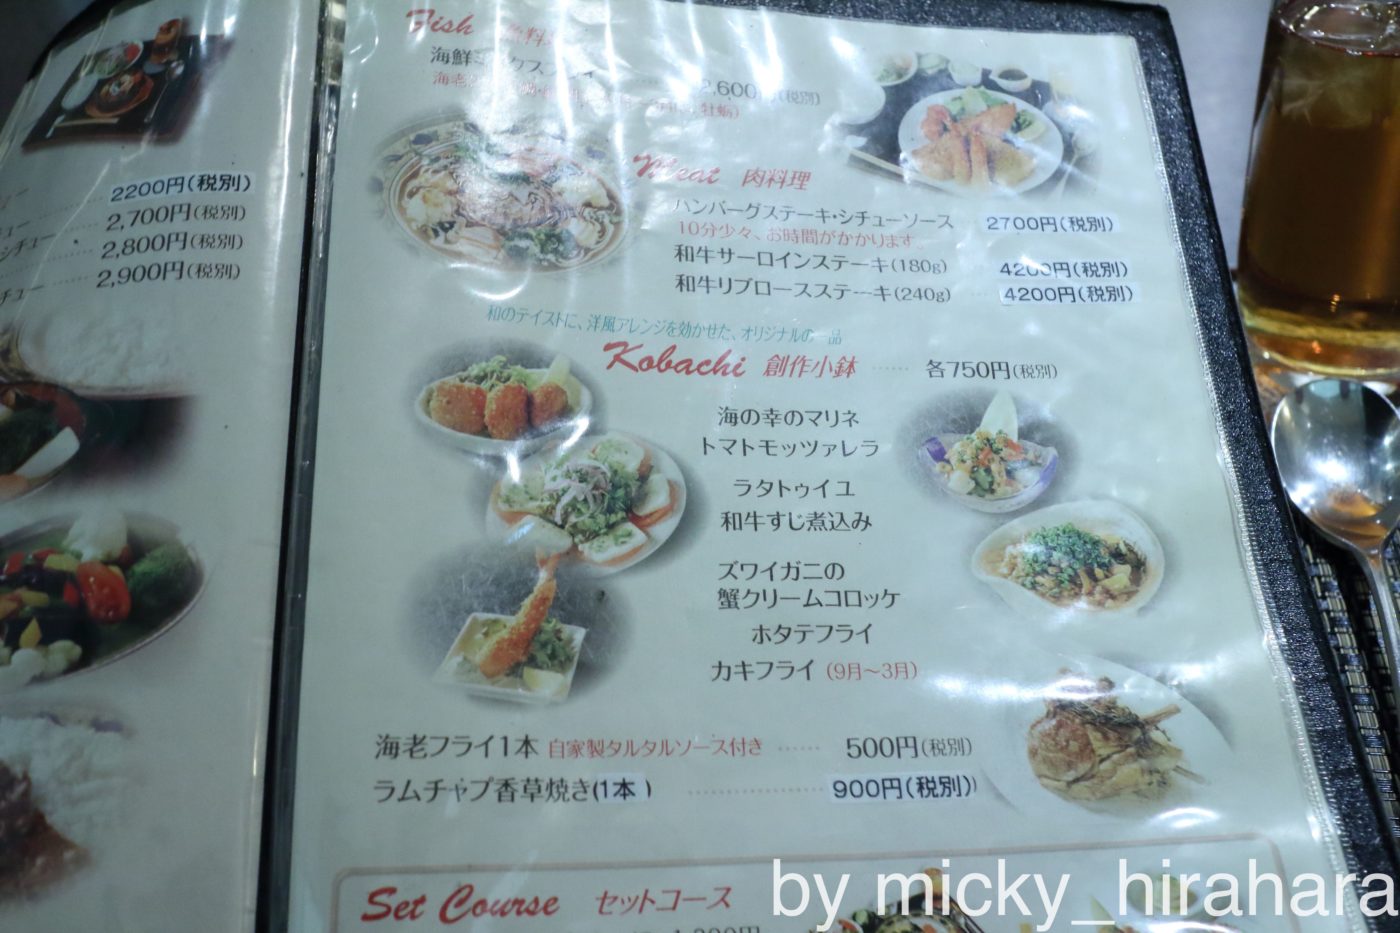 2200円(税別)
2,700円(税別)
2,800円(税別)
2,900円(税別)
Fish
海鮮
2,600円(税別)
牡蛎)
Meat 肉料理
ハンバーグステーキ・シチューソース 2700円(税別)
10分少々、お時間がかかります。
和牛サーロインステーキ(180g) 4200円(税別)
和牛リブロースステーキ(240g) 4200円(税別)
和のテイストに、洋風アレンジを効かせた、オリジナルの一品
Kobachi 創作小鉢 …… 各750円(税別)
海の幸のマリネ
トマトモッツァレラ
ラタトゥイユ
和牛すじ煮込み
ズワイガニの
蟹クリームコロッケ
ホタテフライ
カキフライ (9月～3月)
海老フライ1本 自家製タルタルソース付き …… 500円(税別)
ラムチャプ香草焼き(1本) …… 900円(税別)
Set Course セットコース
by micky_hirahara